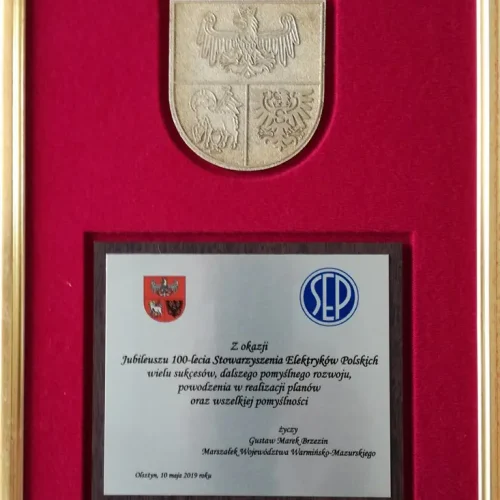 SEP
Z okazji
Jubileuszu 100-lecia Stowarzyszenia Elektryków Polskich
wielu sukcesów, dalszego pomyślnego rozwoju,
powodzenia w realizacji planów
oraz wszelkiej pomyślności
życzy
Gustaw Marek Brzezin
Marszałek Województwa Warmińsko-Mazurskiego
Olsztyn, 10 maja 2019 roku